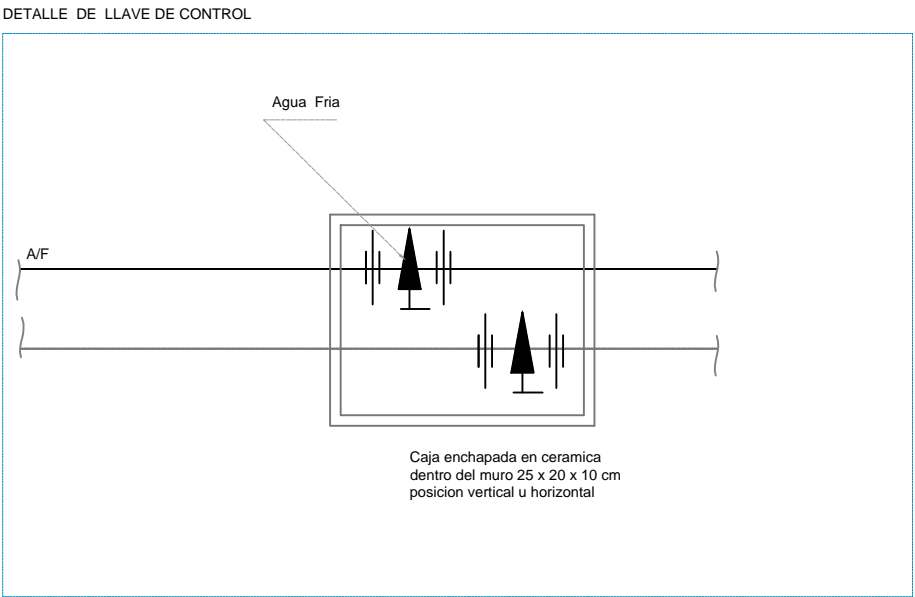 DETALLE DE LLAVE DE CONTROL
Agua Fria
A/F
Caja enchapada en ceramica
dentro del muro 25 x 20 x 10 cm
posicion vertical u horizontal